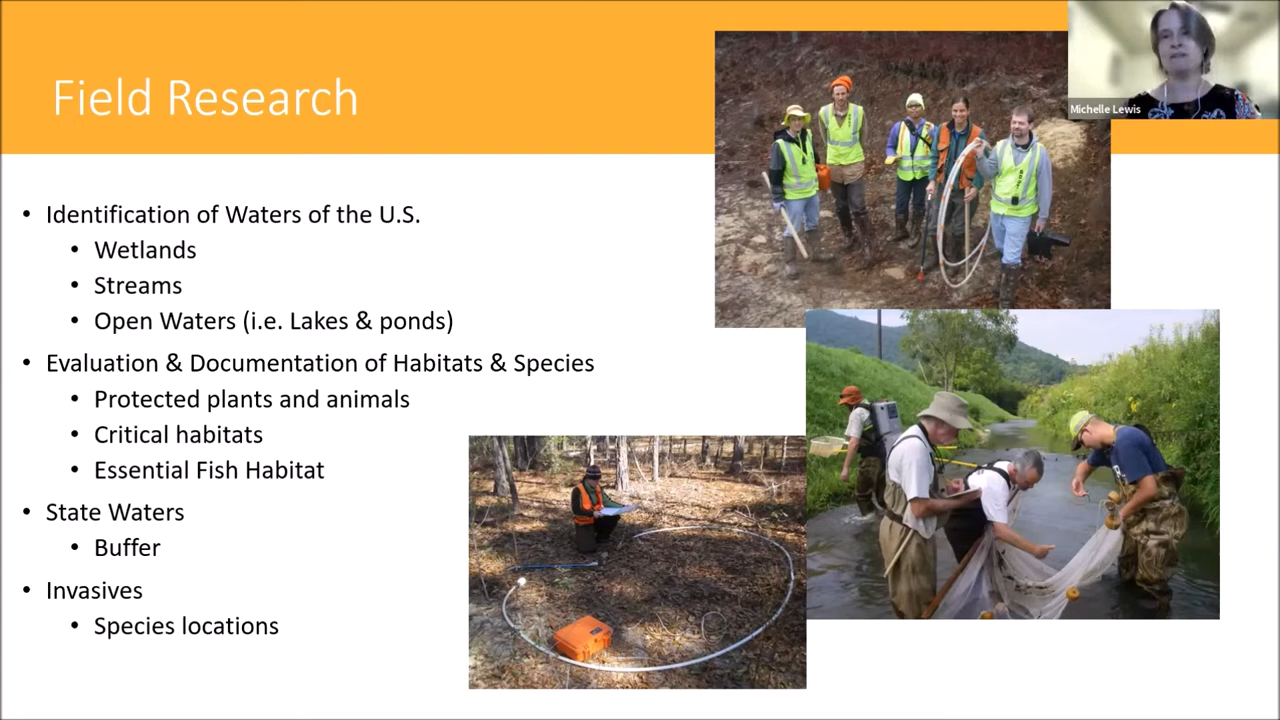 Field Research
Michelle Lewis
• Identification of Waters of the U.S.
• Wetlands
• Streams
• Open Waters (i.e. Lakes & ponds)
• Evaluation & Documentation of Habitats & Species
• Protected plants and animals
• Critical habitats
• Essential Fish Habitat
• State Waters
• Buffer
• Invasives
• Species locations